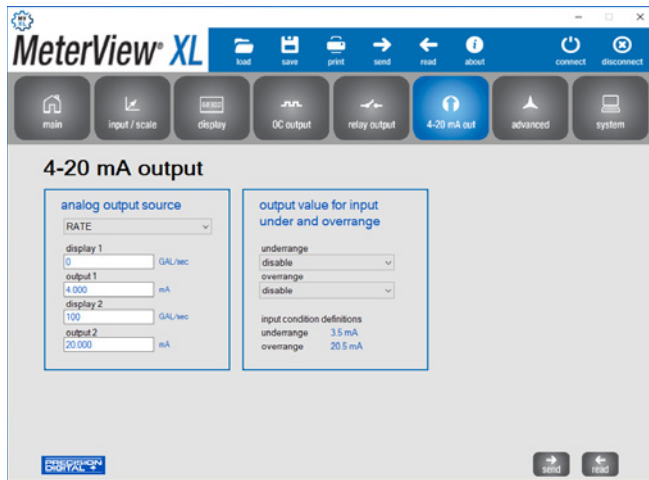 MV XL
MeterView® XL
load save print send read about connect disconnect
main input / scale display OC output relay output 4-20 mA out advanced system
4-20 mA output
analog output source
RATE
display 1
0 GAL/sec
output 1
4.000 mA
display 2
100 GAL/sec
output 2
20.000 mA
output value for input
under and overrange
underrange
disable
overrange
disable
input condition definitions
underrange 3.5 mA
overrange 20.5 mA
PRECISION
DIGITAL
send read